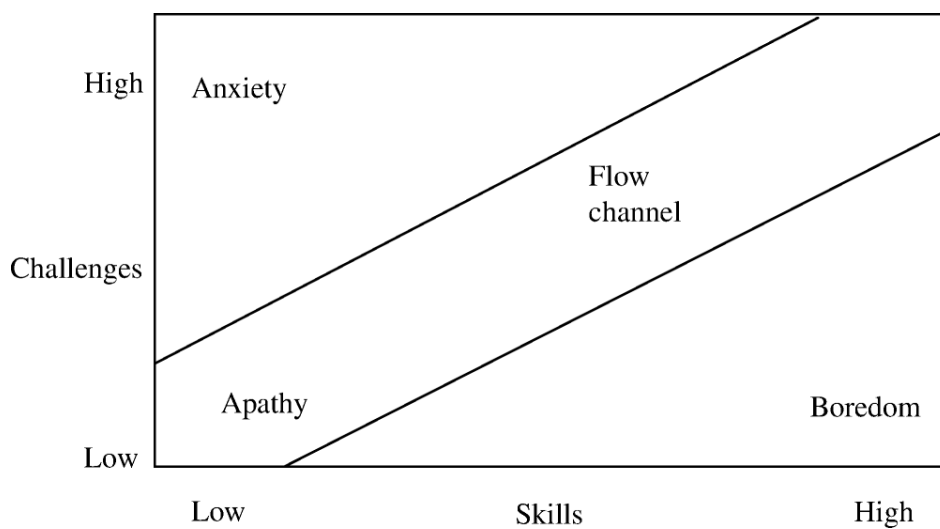 High
Anxiety
Flow
channel
Challenges
Apathy
Boredom
Low
Low
Skills
High